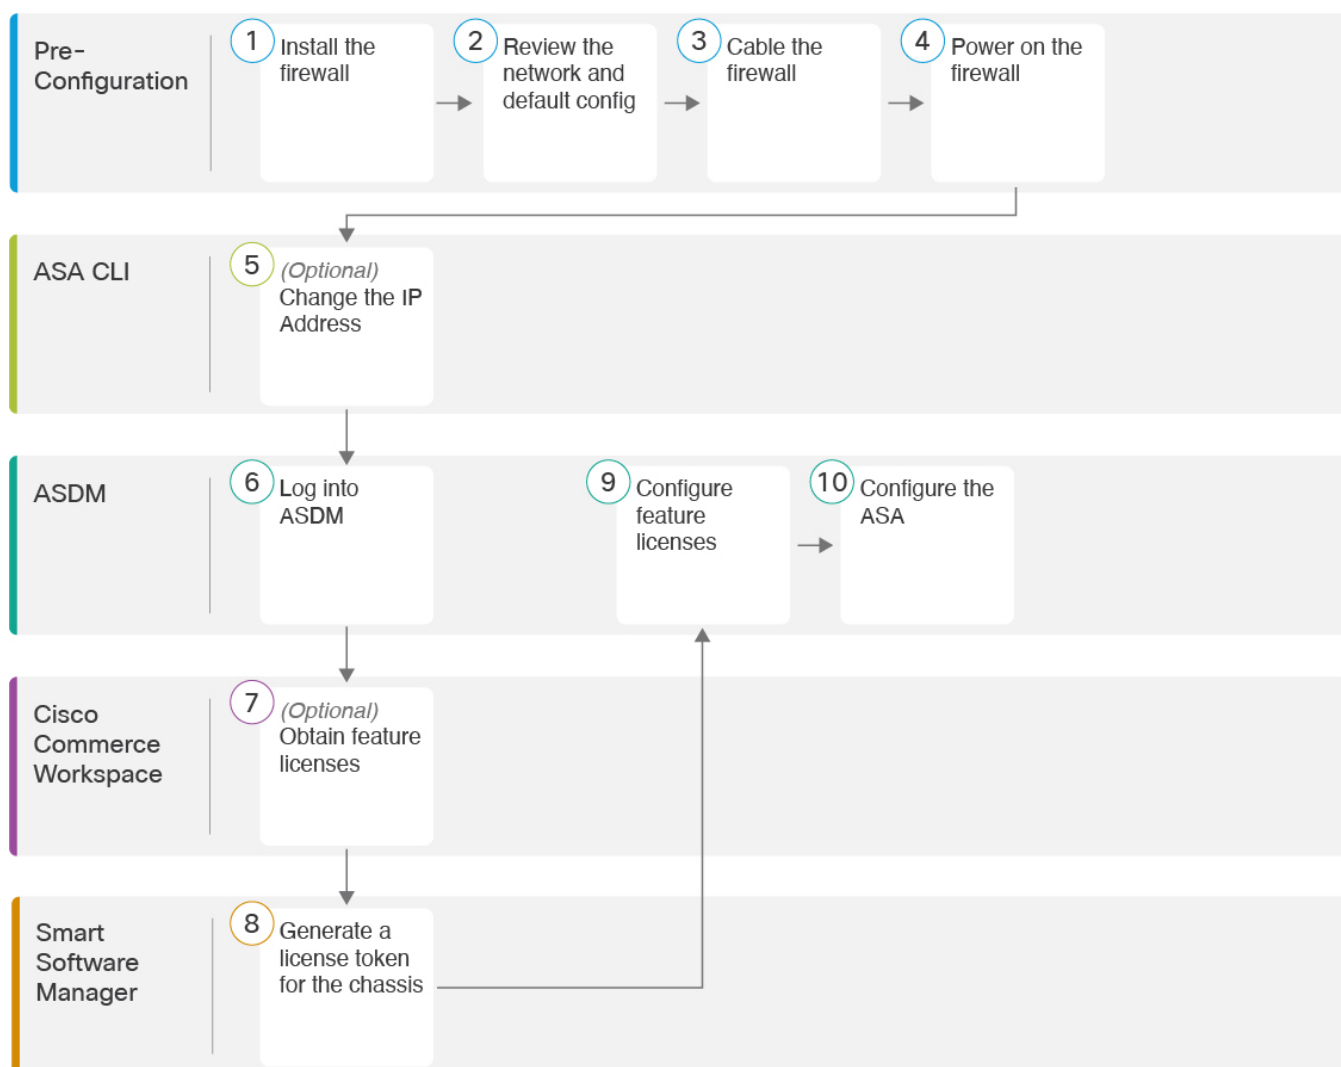 Pre-
Configuration
1
Install the
firewall
2
Review the
network and
default config
3
Cable the
firewall
4
Power on the
firewall
ASA CLI
5
(Optional)
Change the IP
Address
ASDM
6
Log into
ASDM
9
Configure
feature
licenses
10
Configure the
ASA
Cisco
Commerce
Workspace
7
(Optional)
Obtain feature
licenses
Smart
Software
Manager
8
Generate a
license token
for the chassis